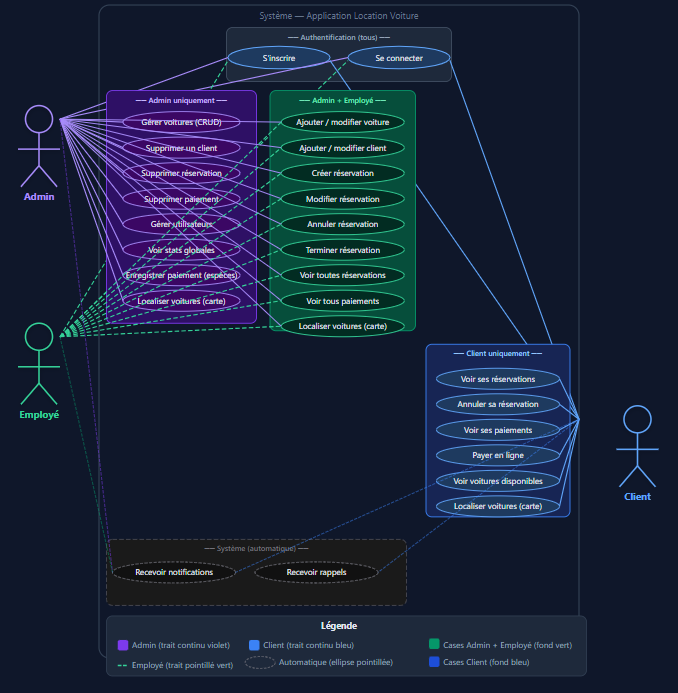 Système — Application Location Voiture
── Authentification (tous) ──
S'inscrire
Se connecter
── Admin uniquement ──
Gérer voitures (CRUD)
Supprimer un client
Supprimer réservation
Supprimer paiement
Gérer utilisateurs
Voir stats globales
Enregistrer paiement (espèces)
Localiser voitures (carte)
── Admin + Employé ──
Ajouter / modifier voiture
Ajouter / modifier client
Créer réservation
Modifier réservation
Annuler réservation
Terminer réservation
Voir toutes réservations
Voir tous paiements
Localiser voitures (carte)
Admin
Employé
── Client uniquement ──
Voir ses réservations
Annuler sa réservation
Voir ses paiements
Payer en ligne
Voir voitures disponibles
Localiser voitures (carte)
Client
── Système (automatique) ──
Recevoir notifications
Recevoir rappels
Légende
Admin (trait continu violet)
Client (trait continu bleu)
Cases Admin + Employé (fond vert)
Employé (trait pointillé vert)
Automatique (ellipse pointillée)
Cases Client (fond bleu)